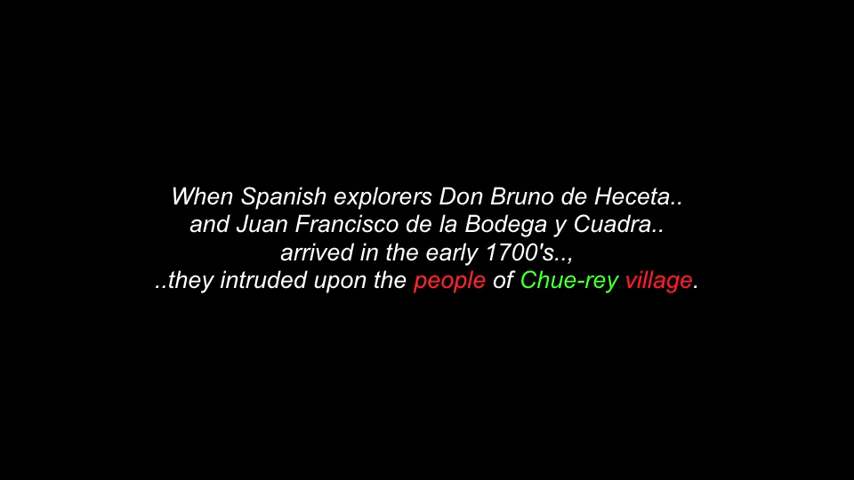 When Spanish explorers Don Bruno de Heceta..
and Juan Francisco de la Bodega y Cuadra..
arrived in the early 1700's..,
..they intruded upon the people of Chue-rey village.